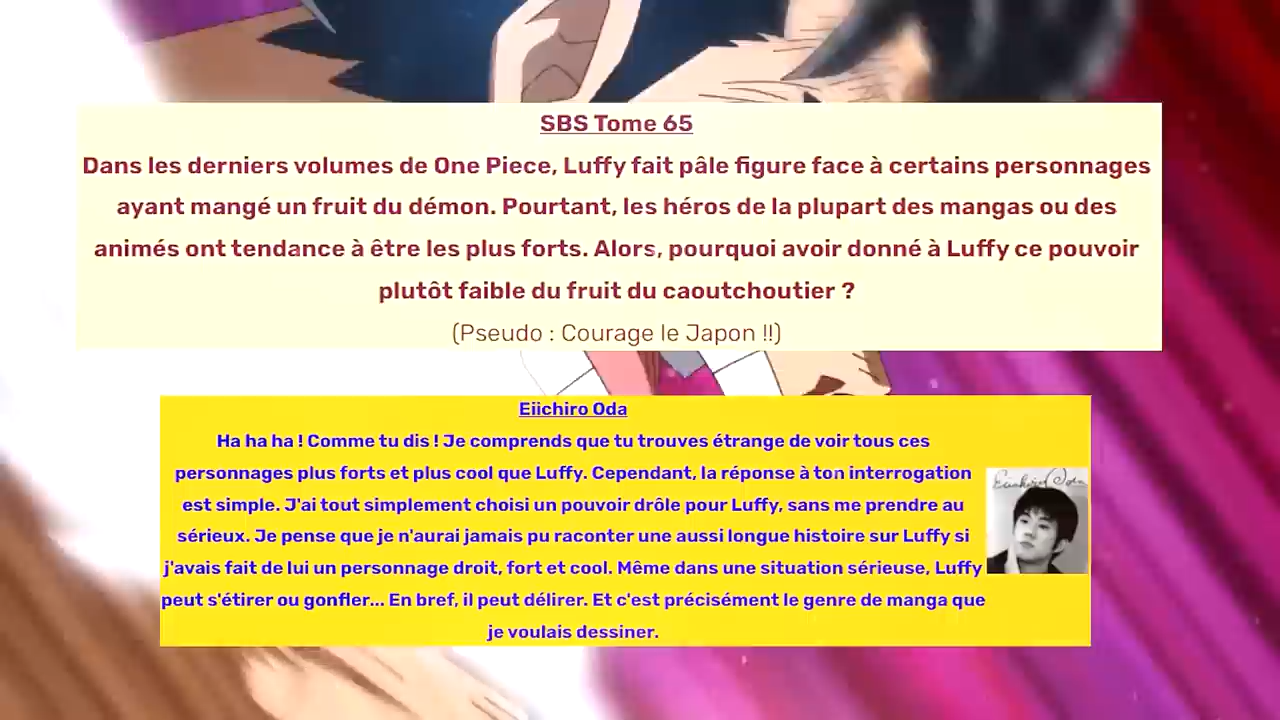 SBS Tome 65
Dans les derniers volumes de One Piece, Luffy fait pâle figure face à certains personnages
ayant mangé un fruit du démon. Pourtant, les héros de la plupart des mangas ou des
animés ont tendance à être les plus forts. Alors, pourquoi avoir donné à Luffy ce pouvoir
plutôt faible du fruit du caoutchoutier ?
(Pseudo : Courage le Japon !!)
Eiichiro Oda
Ha ha ha ! Comme tu dis ! Je comprends que tu trouves étrange de voir tous ces
personnages plus forts et plus cool que Luffy. Cependant, la réponse à ton interrogation
est simple. J'ai tout simplement choisi un pouvoir drôle pour Luffy, sans me prendre au
sérieux. Je pense que je n'aurai jamais pu raconter une aussi longue histoire sur Luffy si
j'avais fait de lui un personnage droit, fort et cool. Même dans une situation sérieuse, Luffy
peut s'étirer ou gonfler... En bref, il peut délirer. Et c'est précisément le genre de manga que
je voulais dessiner.
Eiichiro Oda